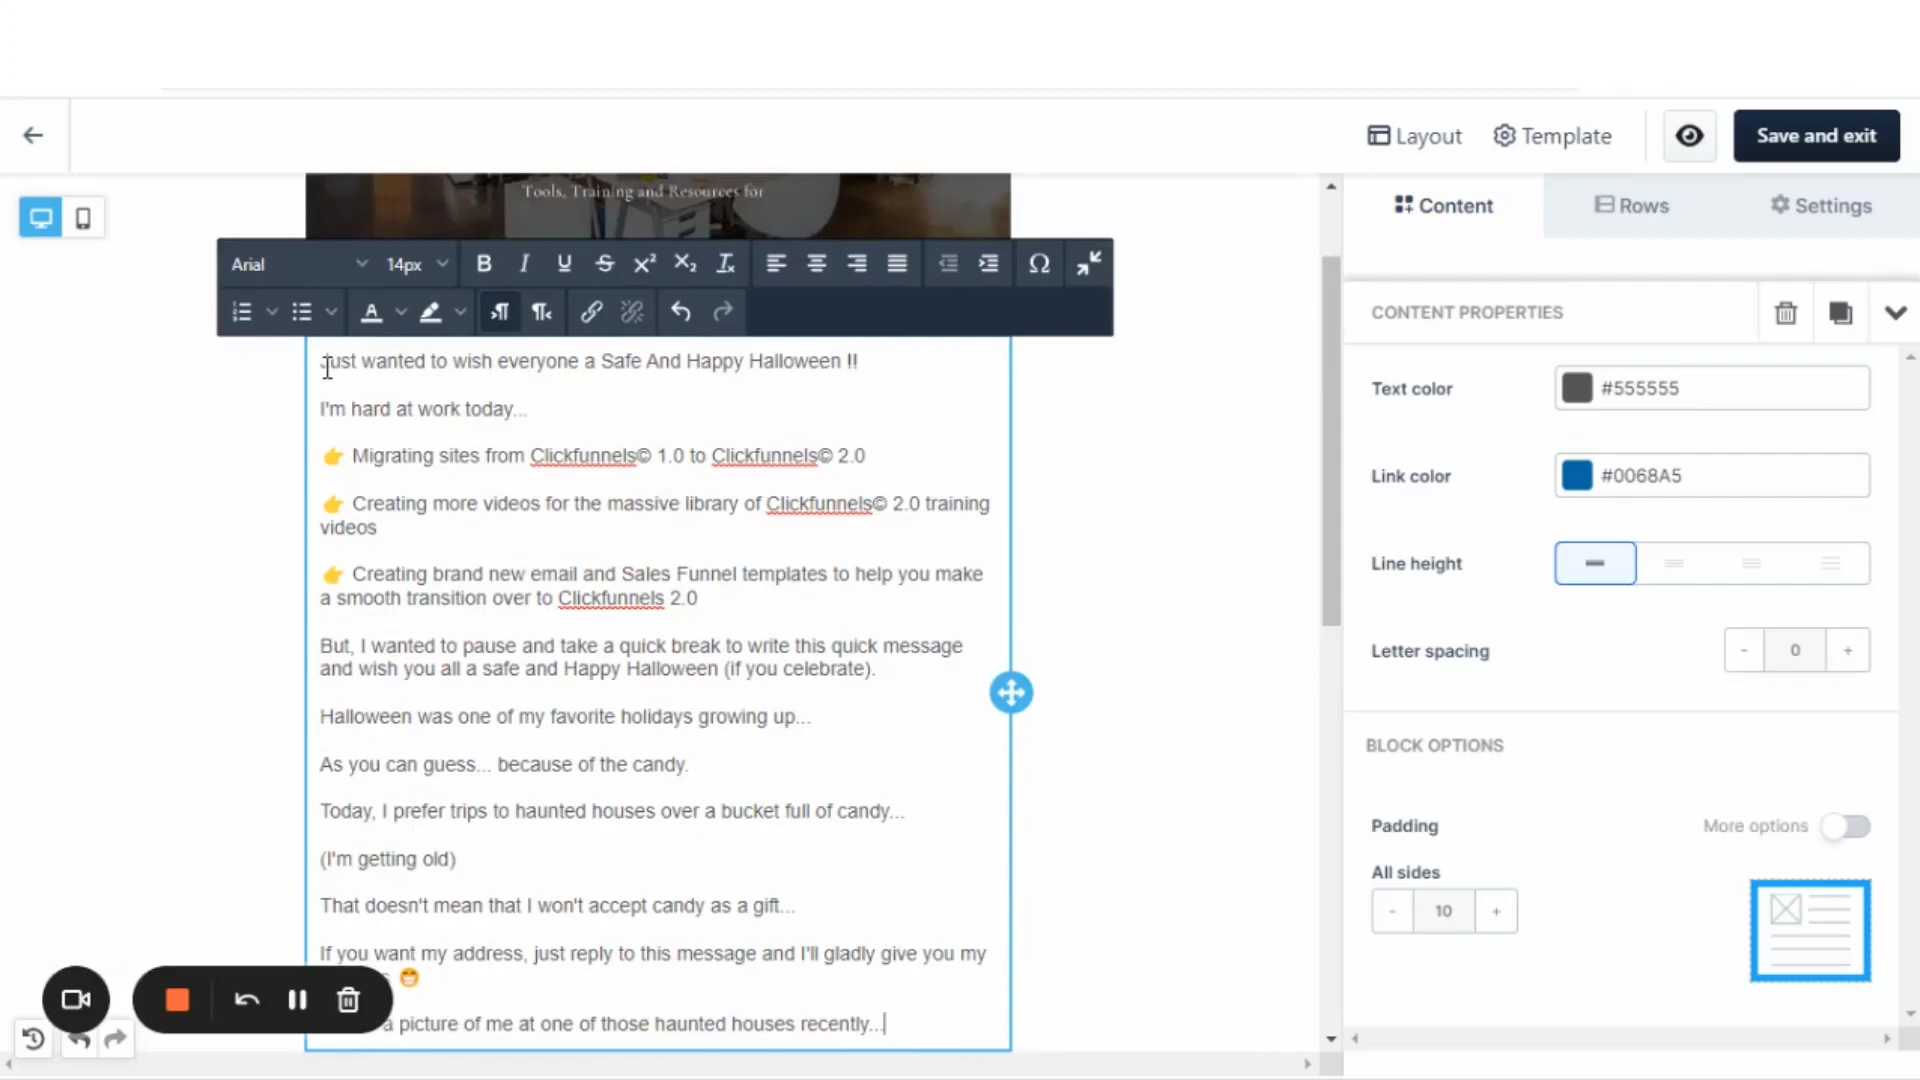 Layout
Template
Save and exit
Tools, Training and Resources for
Content
Rows
Settings
Arial
14px
CONTENT PROPERTIES
Just wanted to wish everyone a Safe And Happy Halloween !!
I'm hard at work today...
👉 Migrating sites from Clickfunnels© 1.0 to Clickfunnels© 2.0
👉 Creating more videos for the massive library of Clickfunnels© 2.0 training
videos
👉 Creating brand new email and Sales Funnel templates to help you make
a smooth transition over to Clickfunnels 2.0
But, I wanted to pause and take a quick break to write this quick message
and wish you all a safe and Happy Halloween (if you celebrate).
Halloween was one of my favorite holidays growing up...
As you can guess... because of the candy.
Today, I prefer trips to haunted houses over a bucket full of candy...
(I'm getting old)
That doesn't mean that I won't accept candy as a gift...
If you want my address, just reply to this message and I'll gladly give you my
😁
a picture of me at one of those haunted houses recently...
Text color
#555555
Link color
#0068A5
Line height
Letter spacing
- 0 +
BLOCK OPTIONS
Padding
More options
All sides
- 10 +